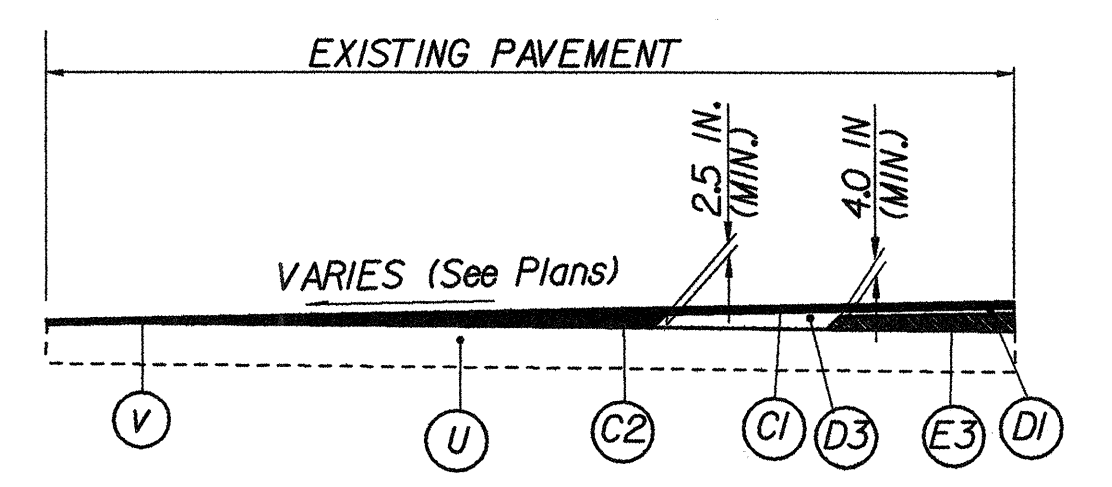 EXISTING PAVEMENT
2.5 IN.
(MIN.)
4.0 IN
(MIN.)
VARIES (See Plans)
V
U
C2
C1
D3
E3
D1